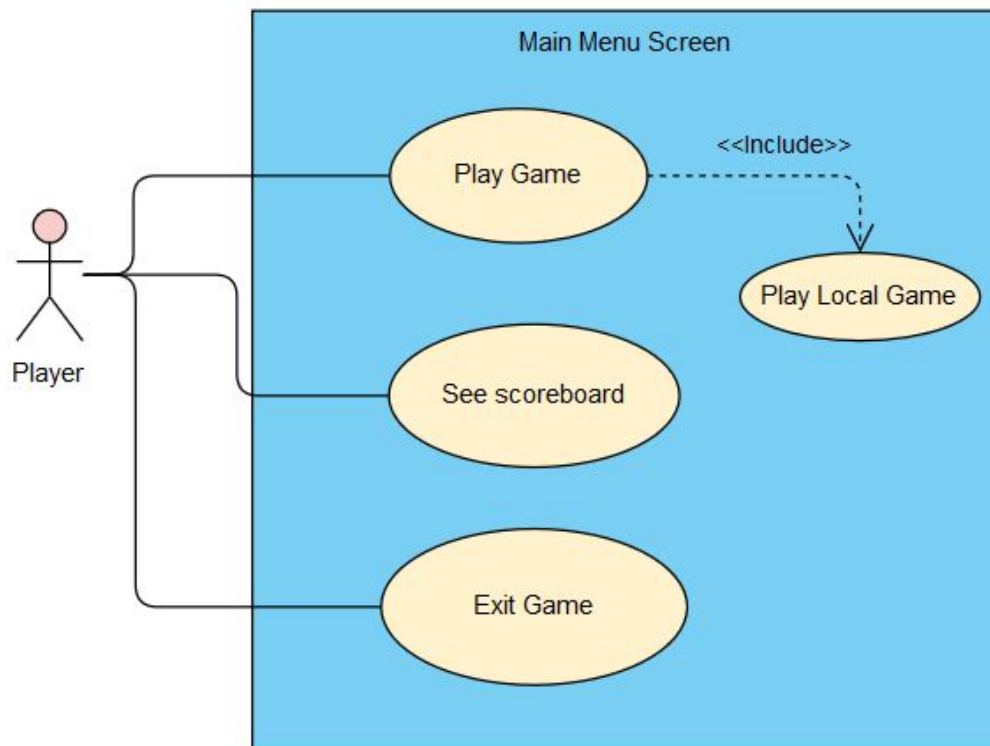 Main Menu Screen
<<Include>>
Play Game
Play Local Game
Player
See scoreboard
Exit Game